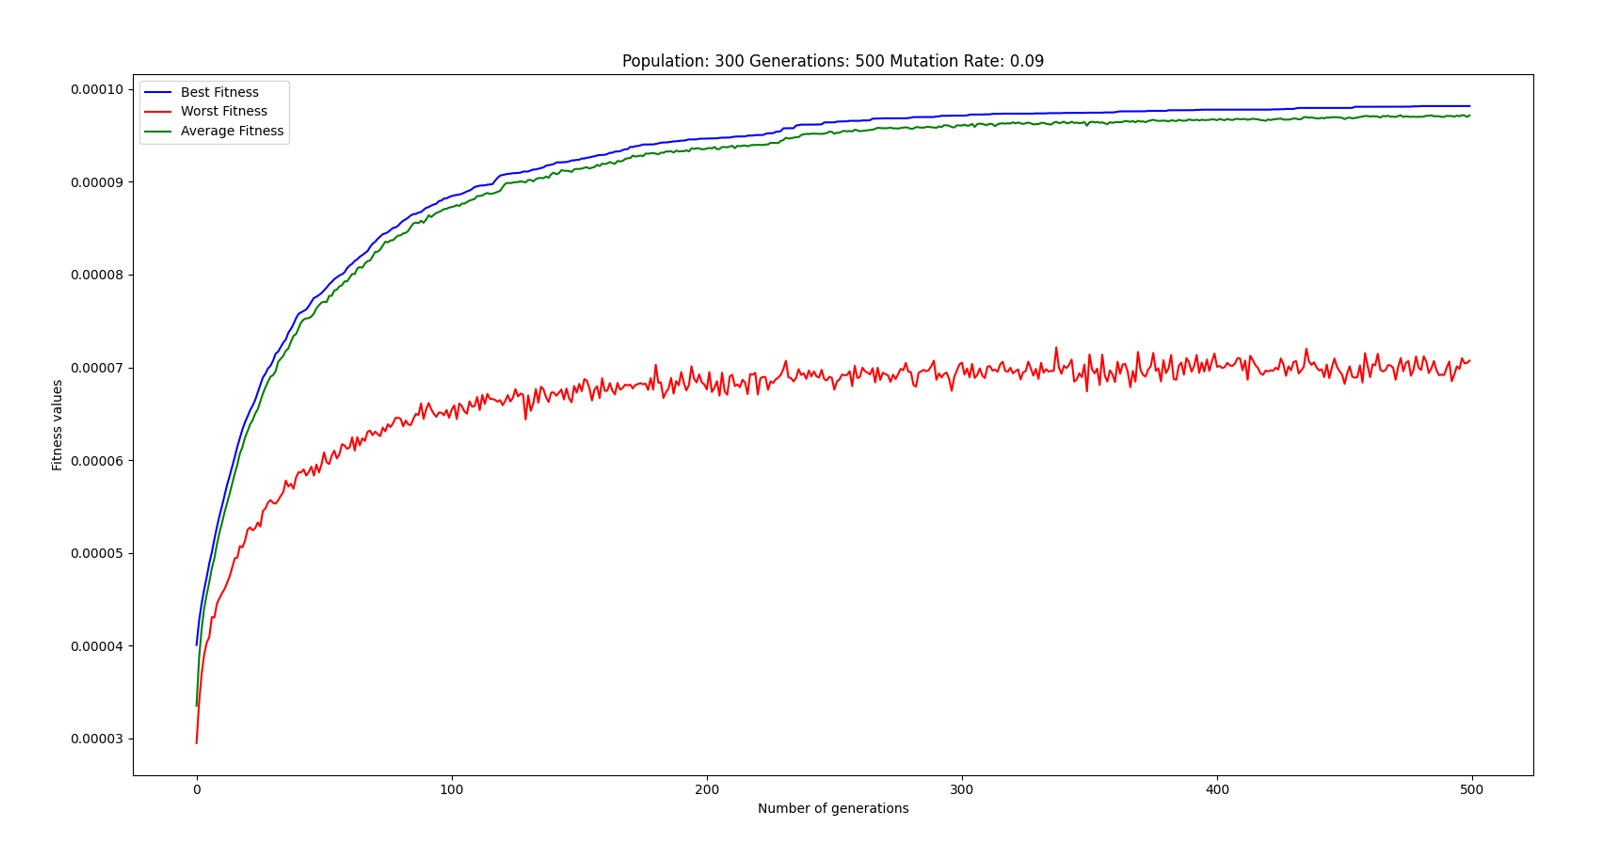 Population: 300 Generations: 500 Mutation Rate: 0.09
Best Fitness
Worst Fitness
Average Fitness
0.00010
0.00009
0.00008
0.00007
0.00006
0.00005
0.00004
0.00003
Fitness values
0 100 200 300 400 500
Number of generations